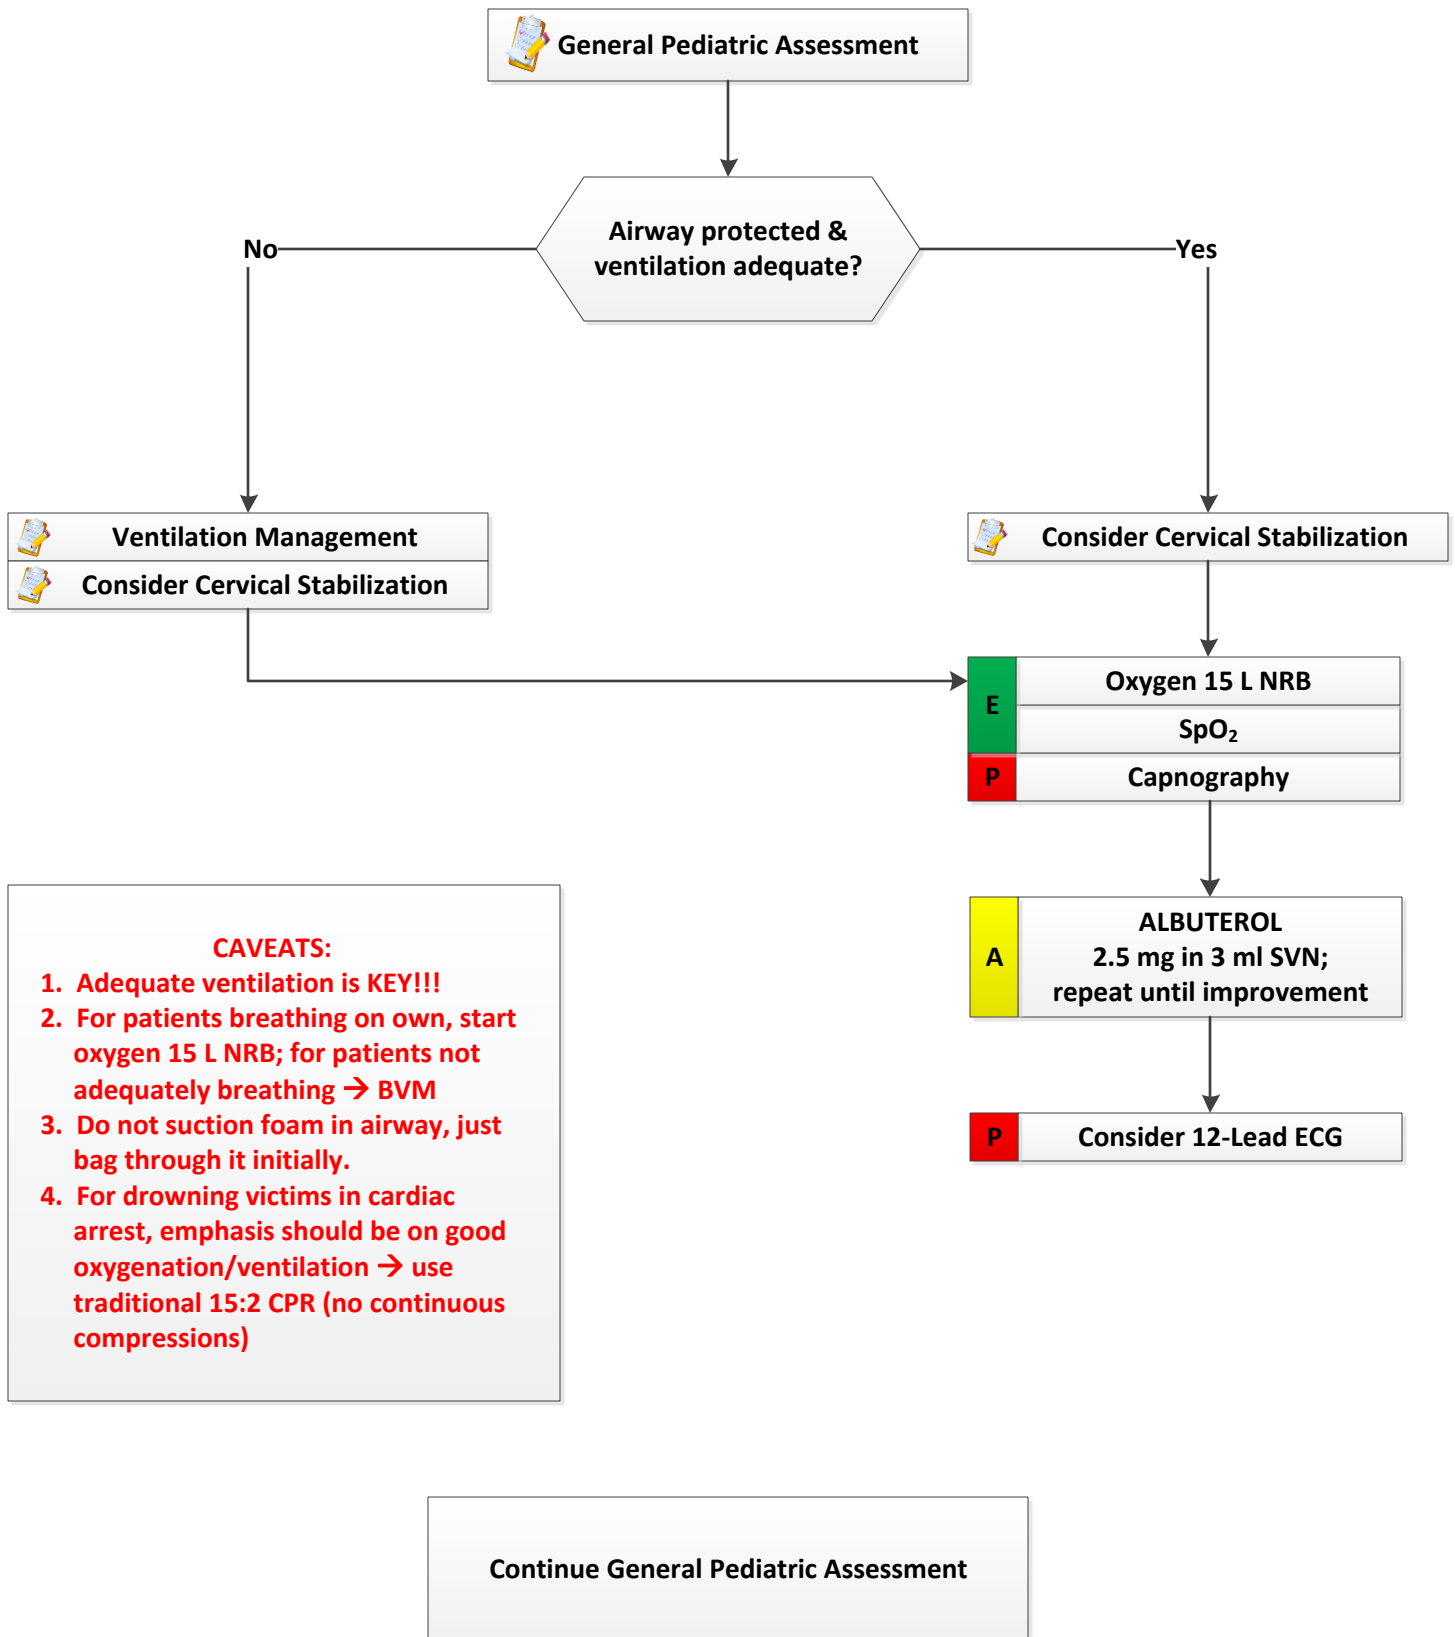 General Pediatric Assessment
Airway protected &
ventilation adequate?
No
Yes
Ventilation Management
Consider Cervical Stabilization
Consider Cervical Stabilization
E
Oxygen 15 L NRB
SpO₂
P
Capnography
A
ALBUTEROL
2.5 mg in 3 ml SVN;
repeat until improvement
P
Consider 12-Lead ECG
CAVEATS:
1. Adequate ventilation is KEY!!!
2. For patients breathing on own, start
oxygen 15 L NRB; for patients not
adequately breathing → BVM
3. Do not suction foam in airway, just
bag through it initially.
4. For drowning victims in cardiac
arrest, emphasis should be on good
oxygenation/ventilation → use
traditional 15:2 CPR (no continuous
compressions)
Continue General Pediatric Assessment